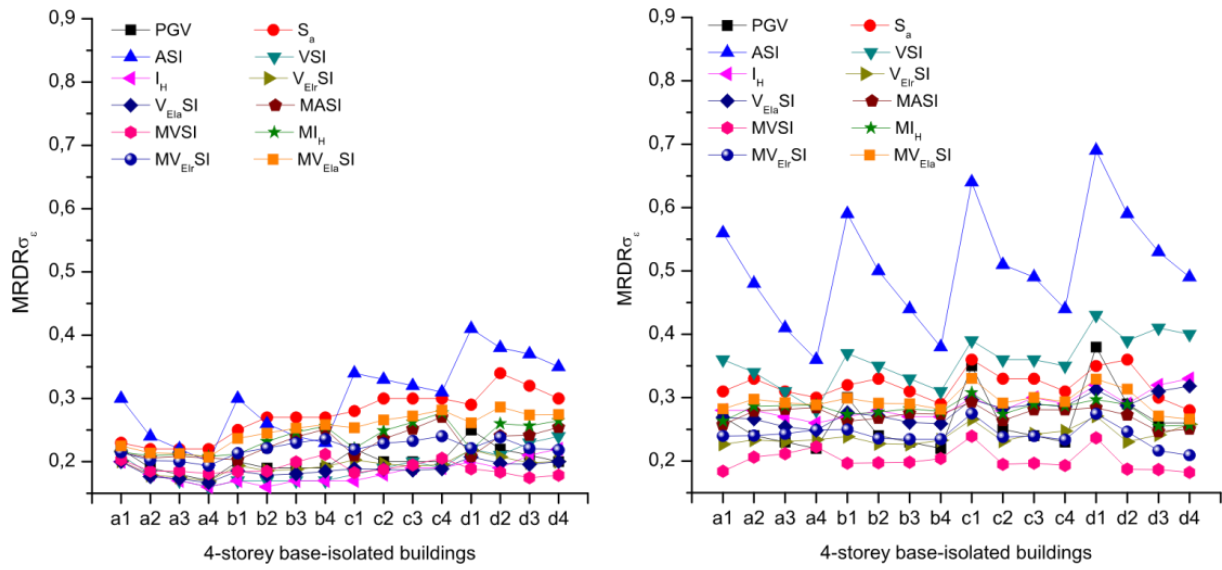 0,9
0,8
0,7
0,6
0,5
0,4
0,3
0,2
MRDRσε
PGV Sa
ASI VSI
IH VElrSI
VElaSI MASI
MVSI MIH
MVElrSI MVElaSI
a1 a2 a3 a4 b1 b2 b3 b4 c1 c2 c3 c4 d1 d2 d3 d4
4-storey base-isolated buildings
0,9
0,8
0,7
0,6
0,5
0,4
0,3
0,2
MRDRσε
PGV Sa
ASI VSI
IH VElrSI
VElaSI MASI
MVSI MIH
MVElrSI MVElaSI
a1 a2 a3 a4 b1 b2 b3 b4 c1 c2 c3 c4 d1 d2 d3 d4
4-storey base-isolated buildings